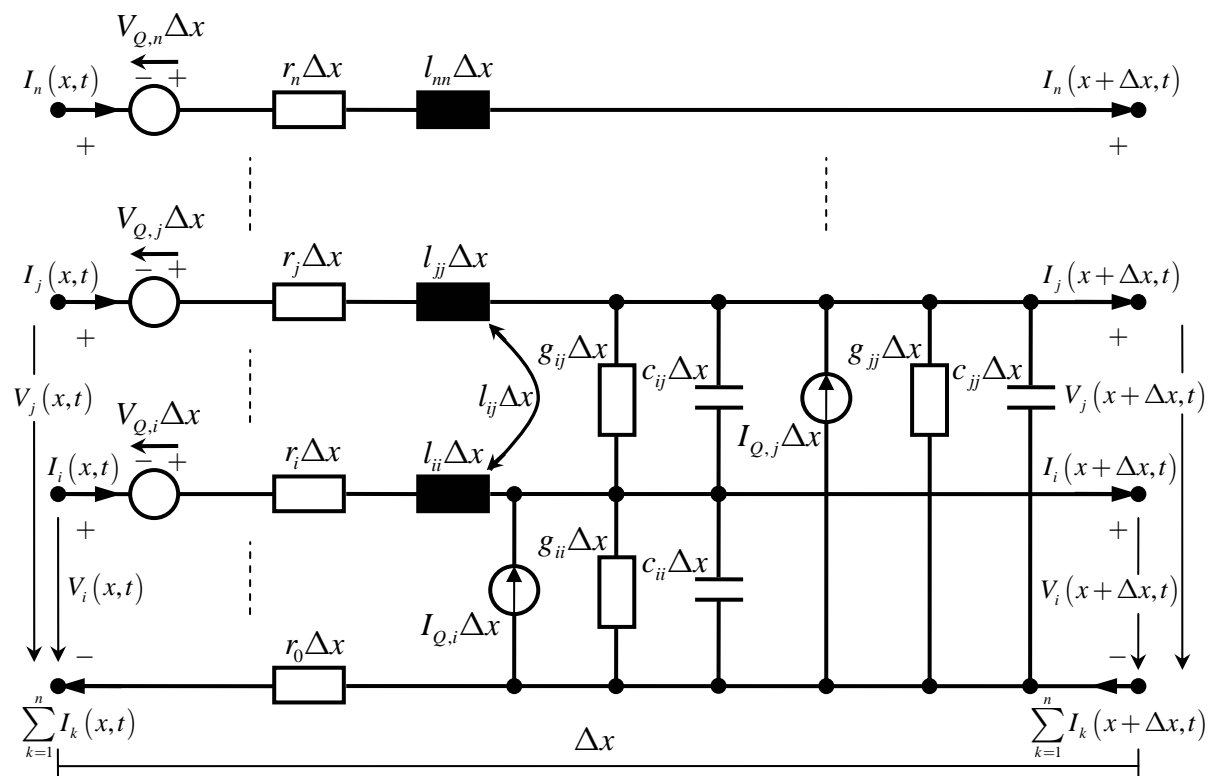 V_{Q,n}Δx
− +
I_n(x,t)
r_nΔx
l_{nn}Δx
I_n(x+Δx,t)
+
+
V_{Q,j}Δx
− +
I_j(x,t)
r_jΔx
l_{jj}Δx
I_j(x+Δx,t)
+
+
g_{ij}Δx
c_{ij}Δx
g_{jj}Δx
c_{jj}Δx
V_j(x,t)
l_{ij}Δx
V_j(x+Δx,t)
V_{Q,i}Δx
− +
I_{Q,j}Δx
I_i(x,t)
r_iΔx
l_{ii}Δx
I_i(x+Δx,t)
+
+
g_{ii}Δx
c_{ii}Δx
V_i(x,t)
V_i(x+Δx,t)
I_{Q,i}Δx
r_0Δx
−
−
∑_{k=1}^{n} I_k(x,t)
∑_{k=1}^{n} I_k(x+Δx,t)
Δx